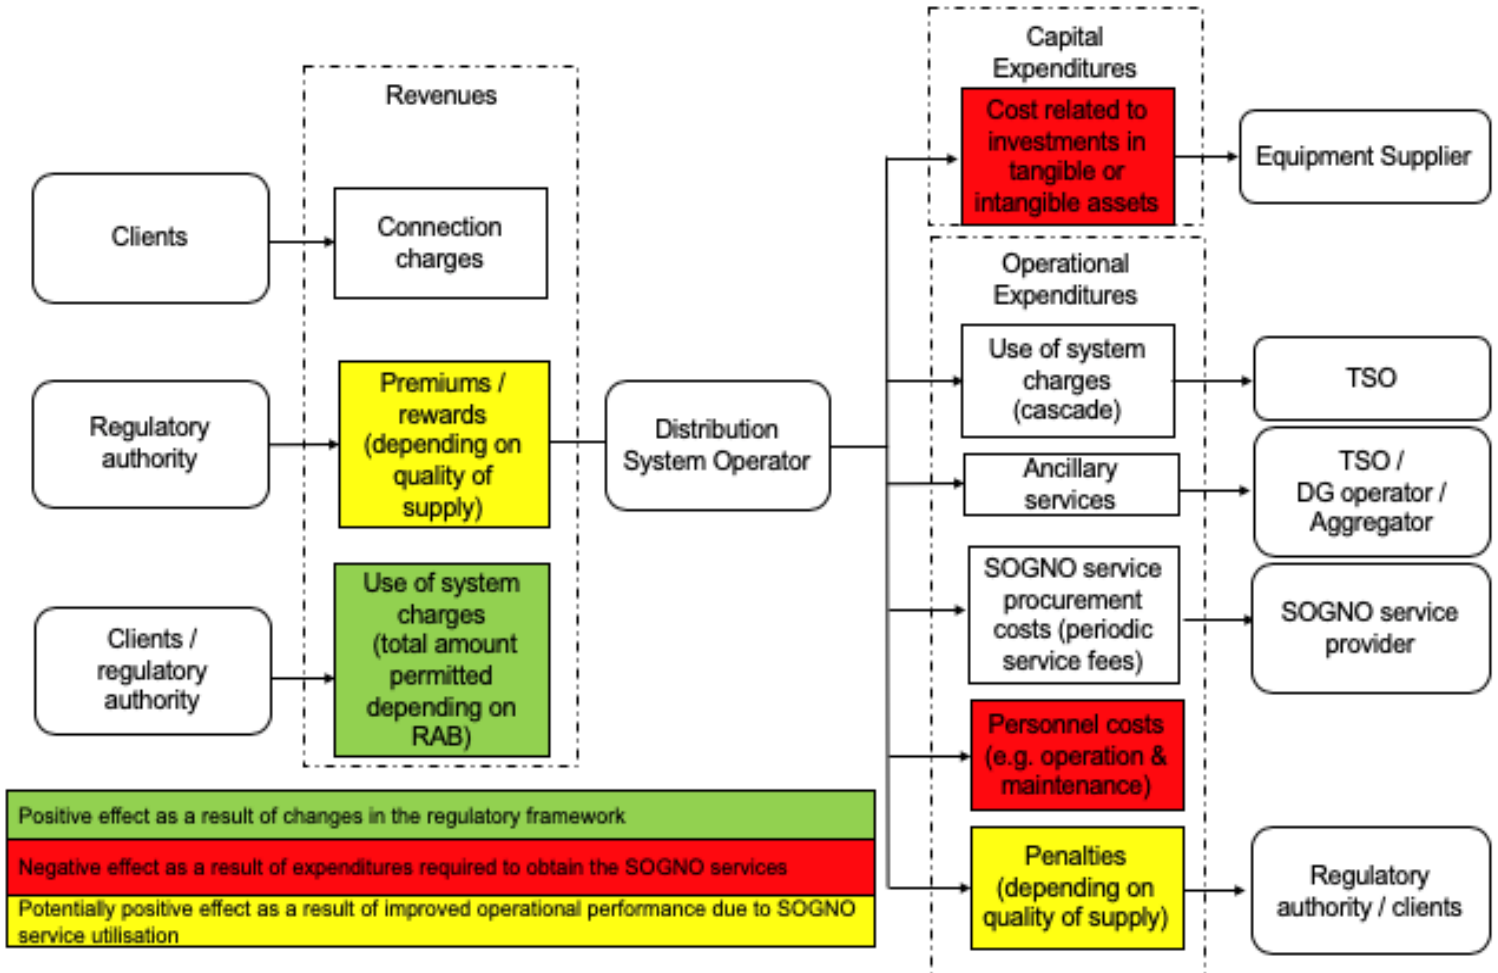 Revenues
Clients
Connection
charges
Regulatory
authority
Premiums /
rewards
(depending on
quality of
supply)
Clients /
regulatory
authority
Use of system
charges
(total amount
permitted
depending on
RAB)
Distribution
System Operator
Capital
Expenditures
Cost related to
investments in
tangible or
intangible assets
Equipment Supplier
Operational
Expenditures
Use of system
charges
(cascade)
TSO
Ancillary
services
TSO /
DG operator /
Aggregator
SOGNO service
procurement
costs (periodic
service fees)
SOGNO service
provider
Personnel costs
(e.g. operation &
maintenance)
Penalties
(depending on
quality of supply)
Regulatory
authority / clients
Positive effect as a result of changes in the regulatory framework
Negative effect as a result of expenditures required to obtain the SOGNO services
Potentially positive effect as a result of improved operational performance due to SOGNO
service utilisation